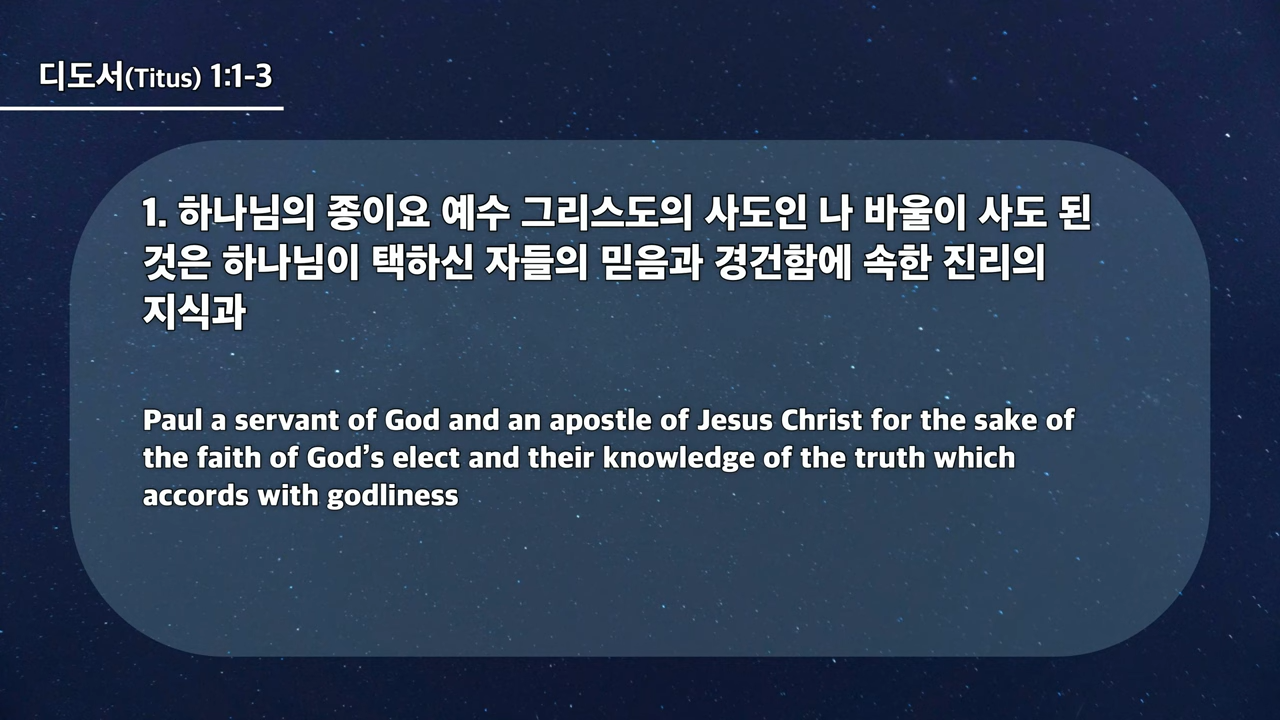 디도서(Titus) 1:1-3
1. 하나님의 종이요 예수 그리스도의 사도인 나 바울이 사도 된
것은 하나님이 택하신 자들의 믿음과 경건함에 속한 진리의
지식과
Paul a servant of God and an apostle of Jesus Christ for the sake of
the faith of God’s elect and their knowledge of the truth which
accords with godliness